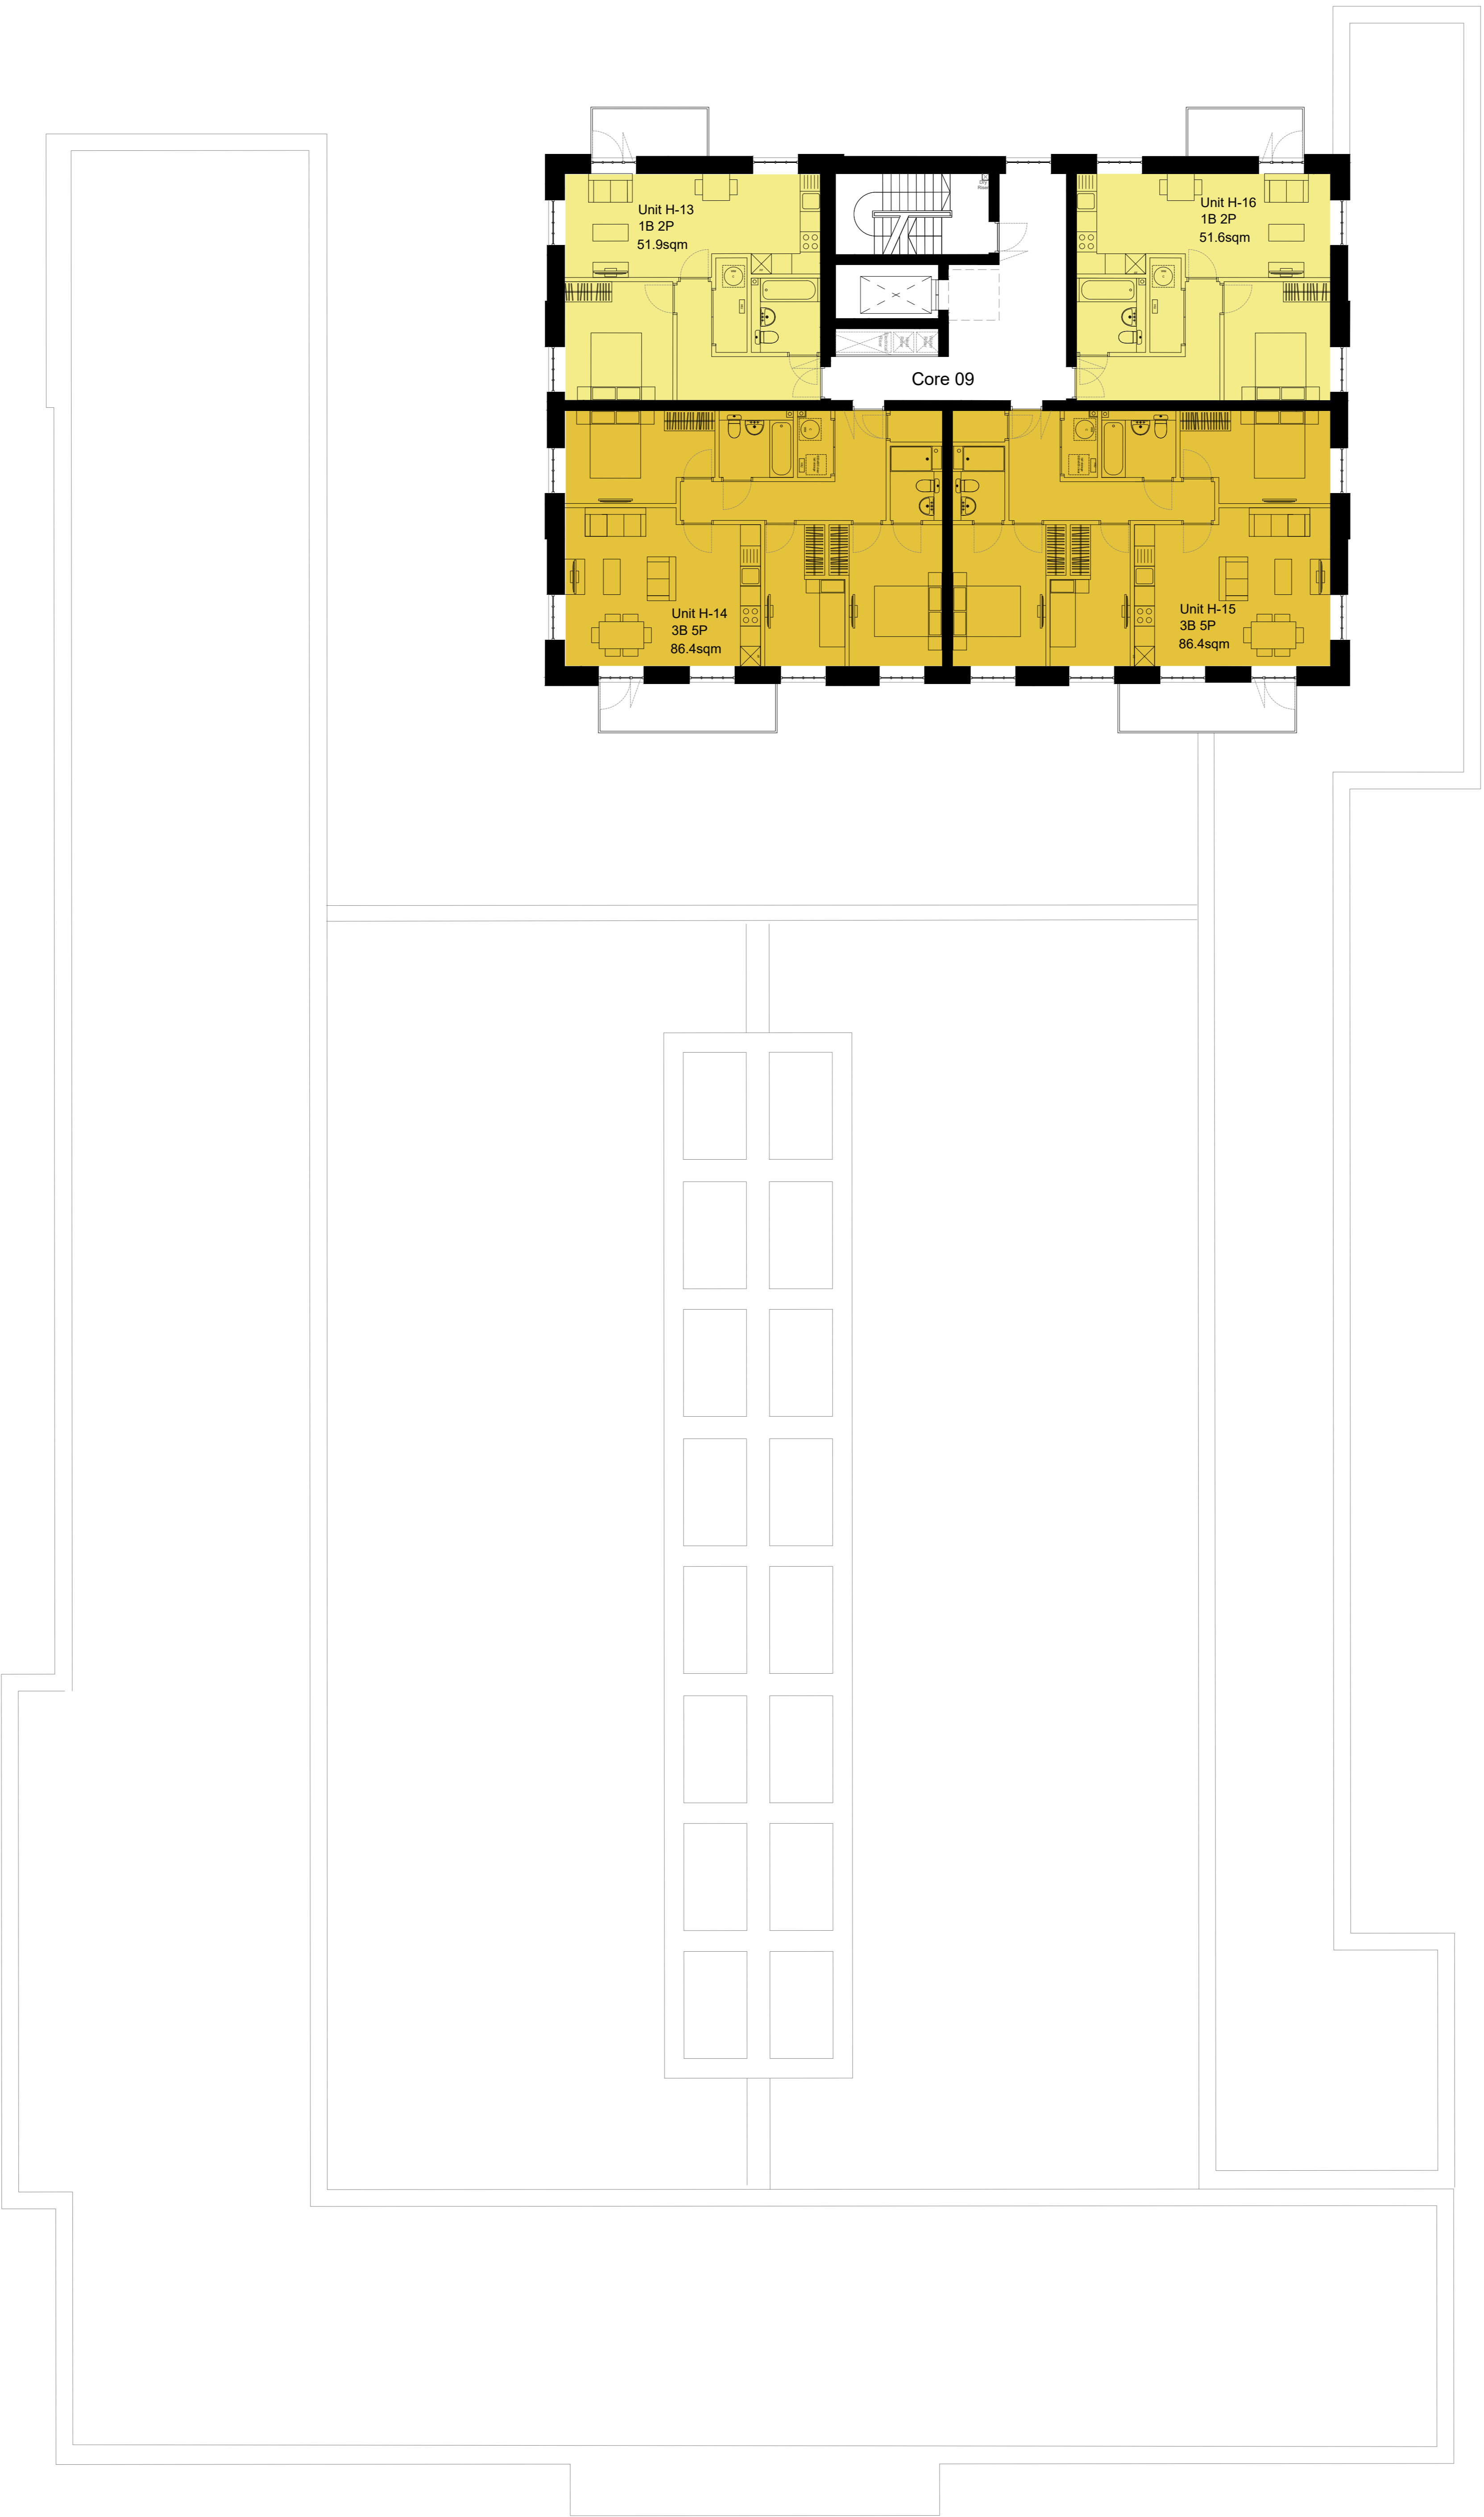 Unit H-13
1B 2P
51.9sqm
Unit H-16
1B 2P
51.6sqm
Core 09
Unit H-14
3B 5P
86.4sqm
Unit H-15
3B 5P
86.4sqm